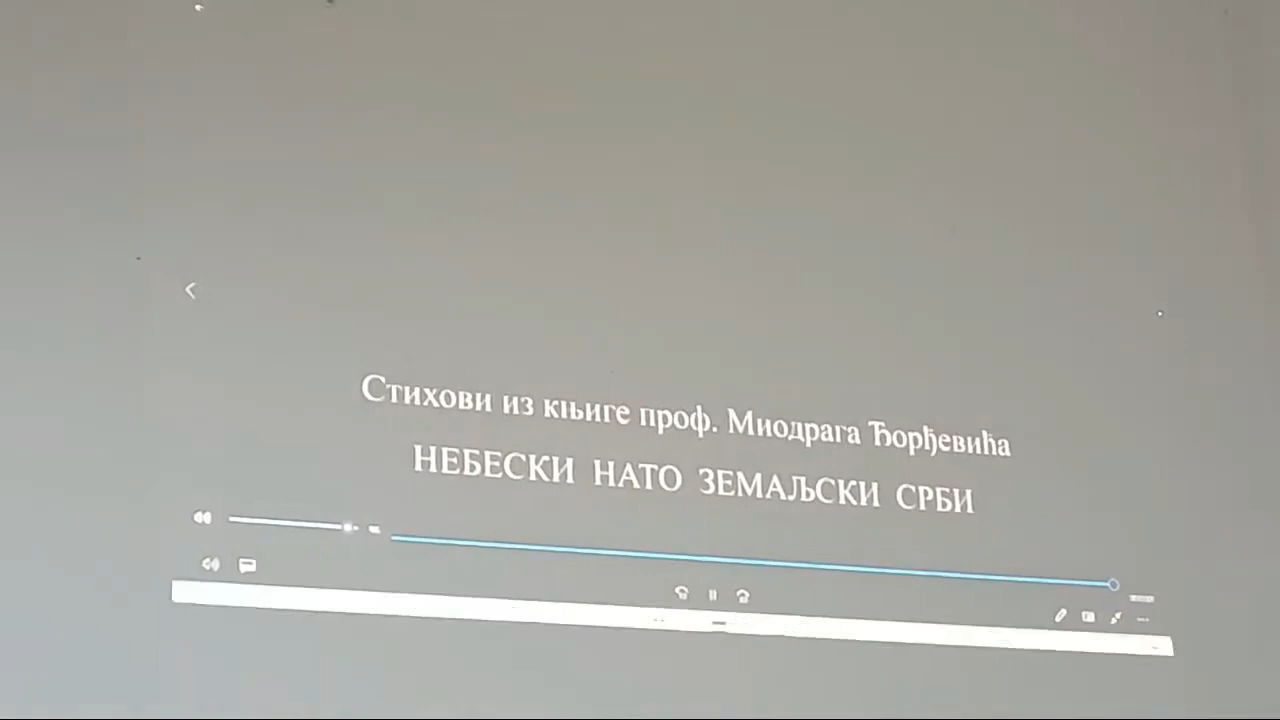 Стихови из књиге проф. Миодрага Ђорђевића
НЕБЕСКИ НАТО ЗЕМАЉСКИ СРБИ